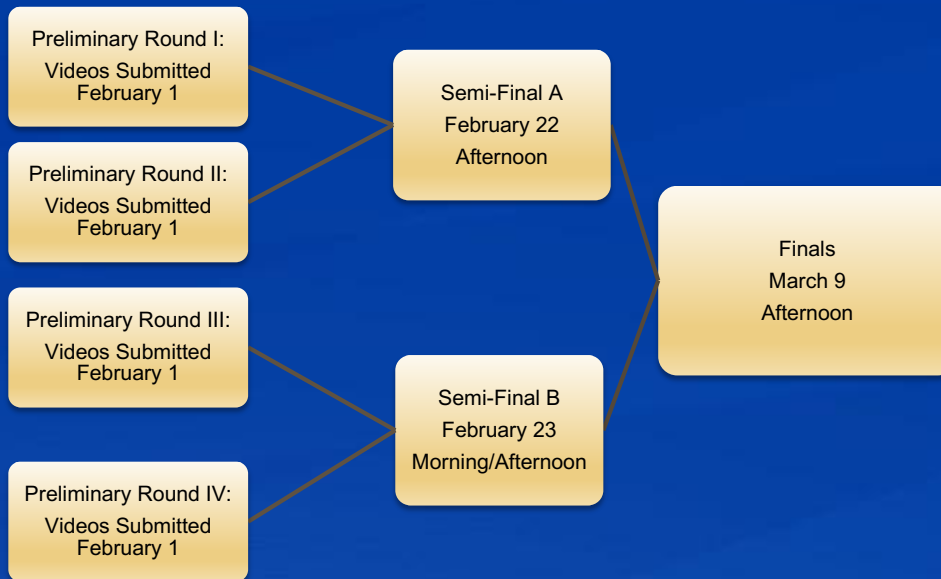 Preliminary Round I:
Videos Submitted
February 1
Preliminary Round II:
Videos Submitted
February 1
Preliminary Round III:
Videos Submitted
February 1
Preliminary Round IV:
Videos Submitted
February 1
Semi-Final A
February 22
Afternoon
Semi-Final B
February 23
Morning/Afternoon
Finals
March 9
Afternoon